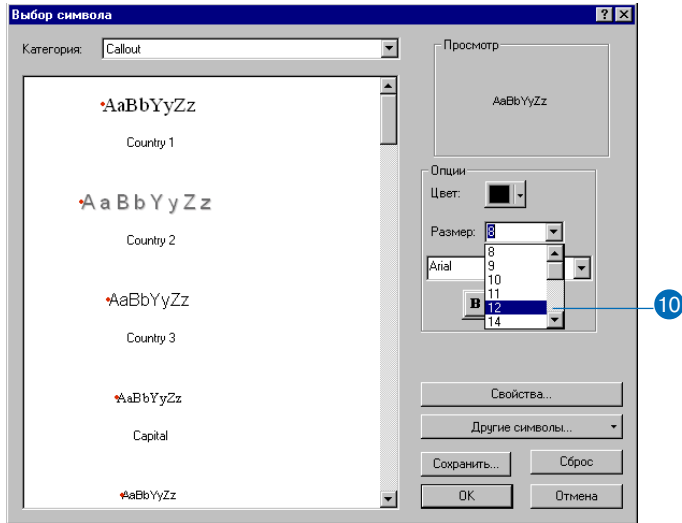 Выбор символа
Категория: Callout
AaBbYyZz
Country 1
AaBbYyZz
Country 2
AaBbYyZz
Country 3
AaBbYyZz
Capital
AaBbYyZz
Просмотр
AaBbYyZz
Опции
Цвет:
Размер: 8
8
9
10
11
12
14
Arial
B
10
Свойства...
Другие символы...
Сохранить...
Сброс
OK
Отмена